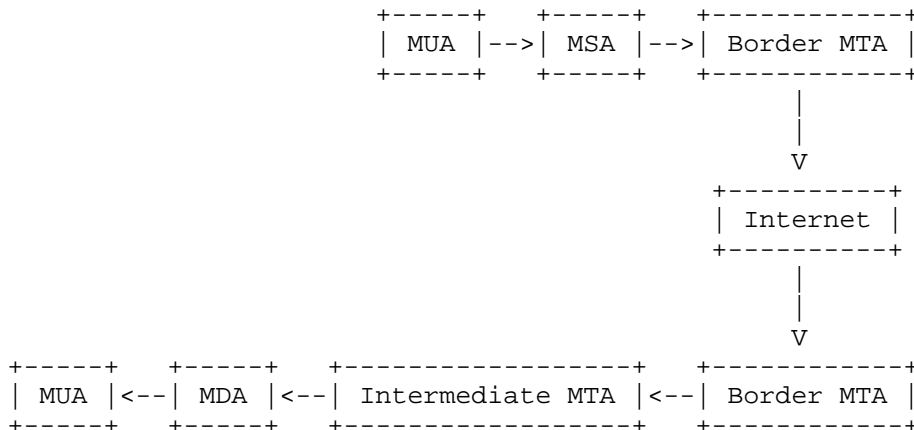 +-----+   +-----+   +------------+
| MUA |-->| MSA |-->| Border MTA |
+-----+   +-----+   +------------+
                          |
                          |
                          V
                     +----------+
                     | Internet |
                     +----------+
                          |
                          |
                          V
+-----+   +-----+   +------------------+   +------------+
| MUA |<--| MDA |<--| Intermediate MTA |<--| Border MTA |
+-----+   +-----+   +------------------+   +------------+